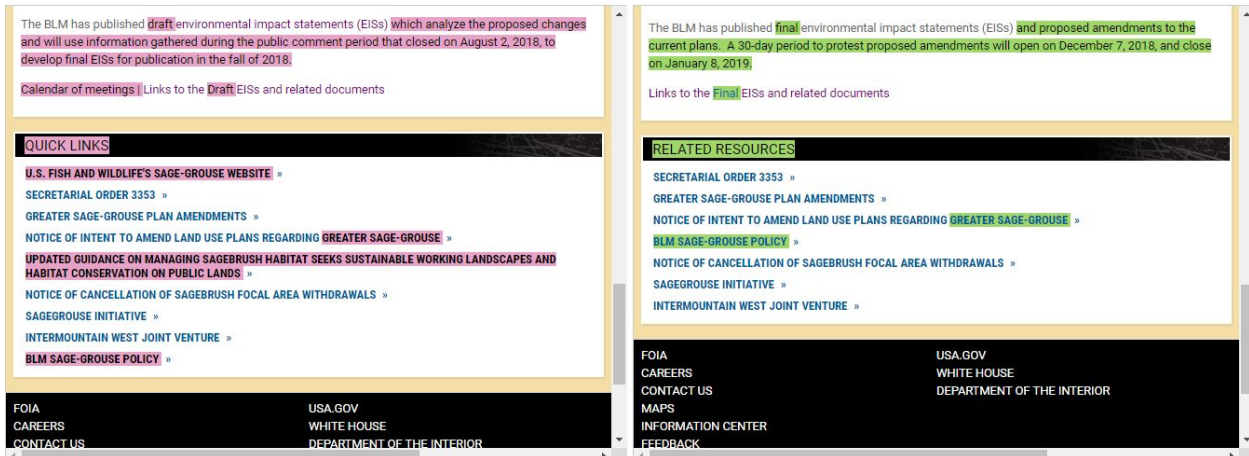 The BLM has published draft environmental impact statements (EISs) which analyze the proposed changes
and will use information gathered during the public comment period that closed on August 2, 2018, to
develop final EISs for publication in the fall of 2018.
Calendar of meetings | Links to the Draft EISs and related documents
QUICK LINKS
U.S. FISH AND WILDLIFE'S SAGE-GROUSE WEBSITE »
SECRETARIAL ORDER 3353 »
GREATER SAGE-GROUSE PLAN AMENDMENTS »
NOTICE OF INTENT TO AMEND LAND USE PLANS REGARDING GREATER SAGE-GROUSE »
UPDATED GUIDANCE ON MANAGING SAGEBRUSH HABITAT SEEKS SUSTAINABLE WORKING LANDSCAPES AND
HABITAT CONSERVATION ON PUBLIC LANDS »
NOTICE OF CANCELLATION OF SAGEBRUSH FOCAL AREA WITHDRAWALS »
SAGEGROUSE INITIATIVE »
INTERMOUNTAIN WEST JOINT VENTURE »
BLM SAGE-GROUSE POLICY »
FOIA
CAREERS
CONTACT US
USA.GOV
WHITE HOUSE
DEPARTMENT OF THE INTERIOR
The BLM has published final environmental impact statements (EISs) and proposed amendments to the
current plans. A 30-day period to protest proposed amendments will open on December 7, 2018, and close
on January 8, 2019.
Links to the Final EISs and related documents
RELATED RESOURCES
SECRETARIAL ORDER 3353 »
GREATER SAGE-GROUSE PLAN AMENDMENTS »
NOTICE OF INTENT TO AMEND LAND USE PLANS REGARDING GREATER SAGE-GROUSE »
BLM SAGE-GROUSE POLICY »
NOTICE OF CANCELLATION OF SAGEBRUSH FOCAL AREA WITHDRAWALS »
SAGEGROUSE INITIATIVE »
INTERMOUNTAIN WEST JOINT VENTURE »
FOIA
CAREERS
CONTACT US
MAPS
INFORMATION CENTER
FEEDBACK
USA.GOV
WHITE HOUSE
DEPARTMENT OF THE INTERIOR